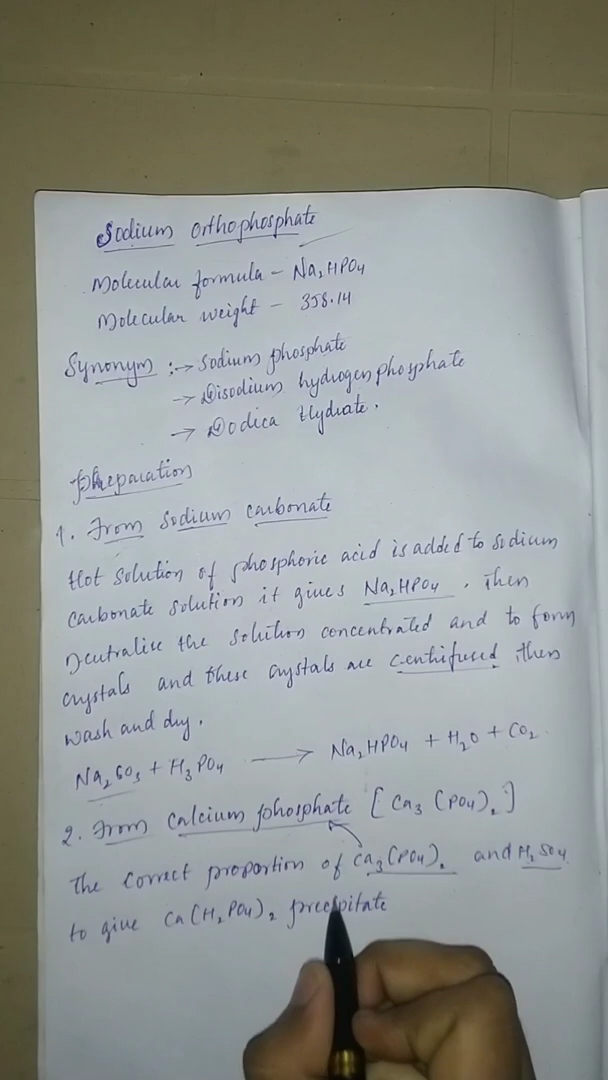 Sodium orthophosphate
Molecular formula - Na₂HPO₄
Molecular weight - 358.14
Synonym :→ Sodium phosphate
→ Disodium hydrogen phosphate
→ Dodica Hydrate.
Preparation
1. From Sodium carbonate
Hot Solution of phosphoric acid is added to sodium
carbonate solution it gives Na₂HPO₄. Then
Neutralise the Solution concentrated and to form
crystals and these crystals are centrifused then
wash and dry.
Na₂CO₃ + H₃PO₄ → Na₂HPO₄ + H₂O + CO₂
2. From Calcium phosphate [Ca₃(PO₄)₂]
The correct proportion of Ca₃(PO₄)₂ and H₂SO₄
to give Ca(H₂PO₄)₂ precipitate